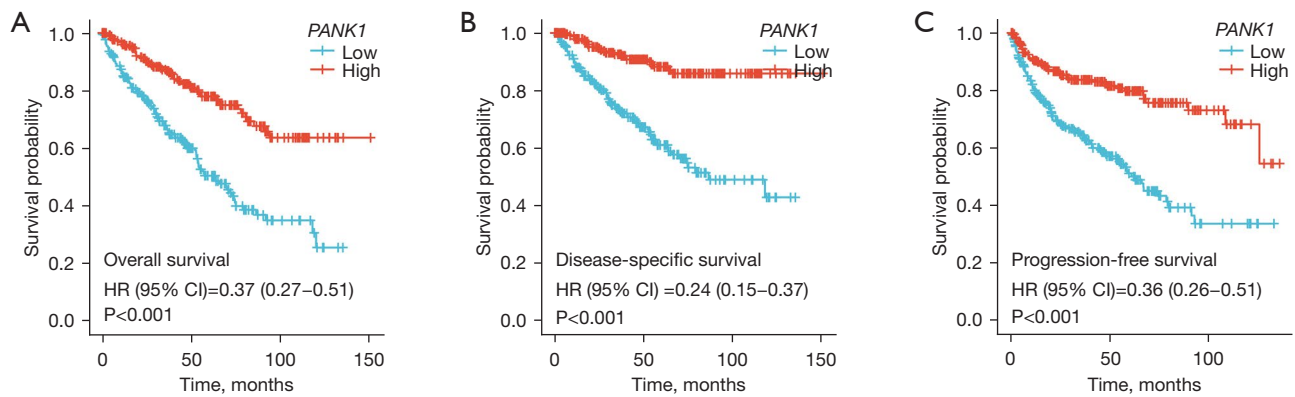 A
PANK1
Low
High
Survival probability
1.0
0.8
0.6
0.4
0.2
0.0
Overall survival
HR (95% CI)=0.37 (0.27–0.51)
P<0.001
0 50 100 150
Time, months
B
PANK1
Low
High
Survival probability
1.0
0.8
0.6
0.4
0.2
0.0
Disease-specific survival
HR (95% CI) =0.24 (0.15–0.37)
P<0.001
0 50 100 150
Time, months
C
PANK1
Low
High
Survival probability
1.0
0.8
0.6
0.4
0.2
0.0
Progression-free survival
HR (95% CI)=0.36 (0.26–0.51)
P<0.001
0 50 100
Time, months